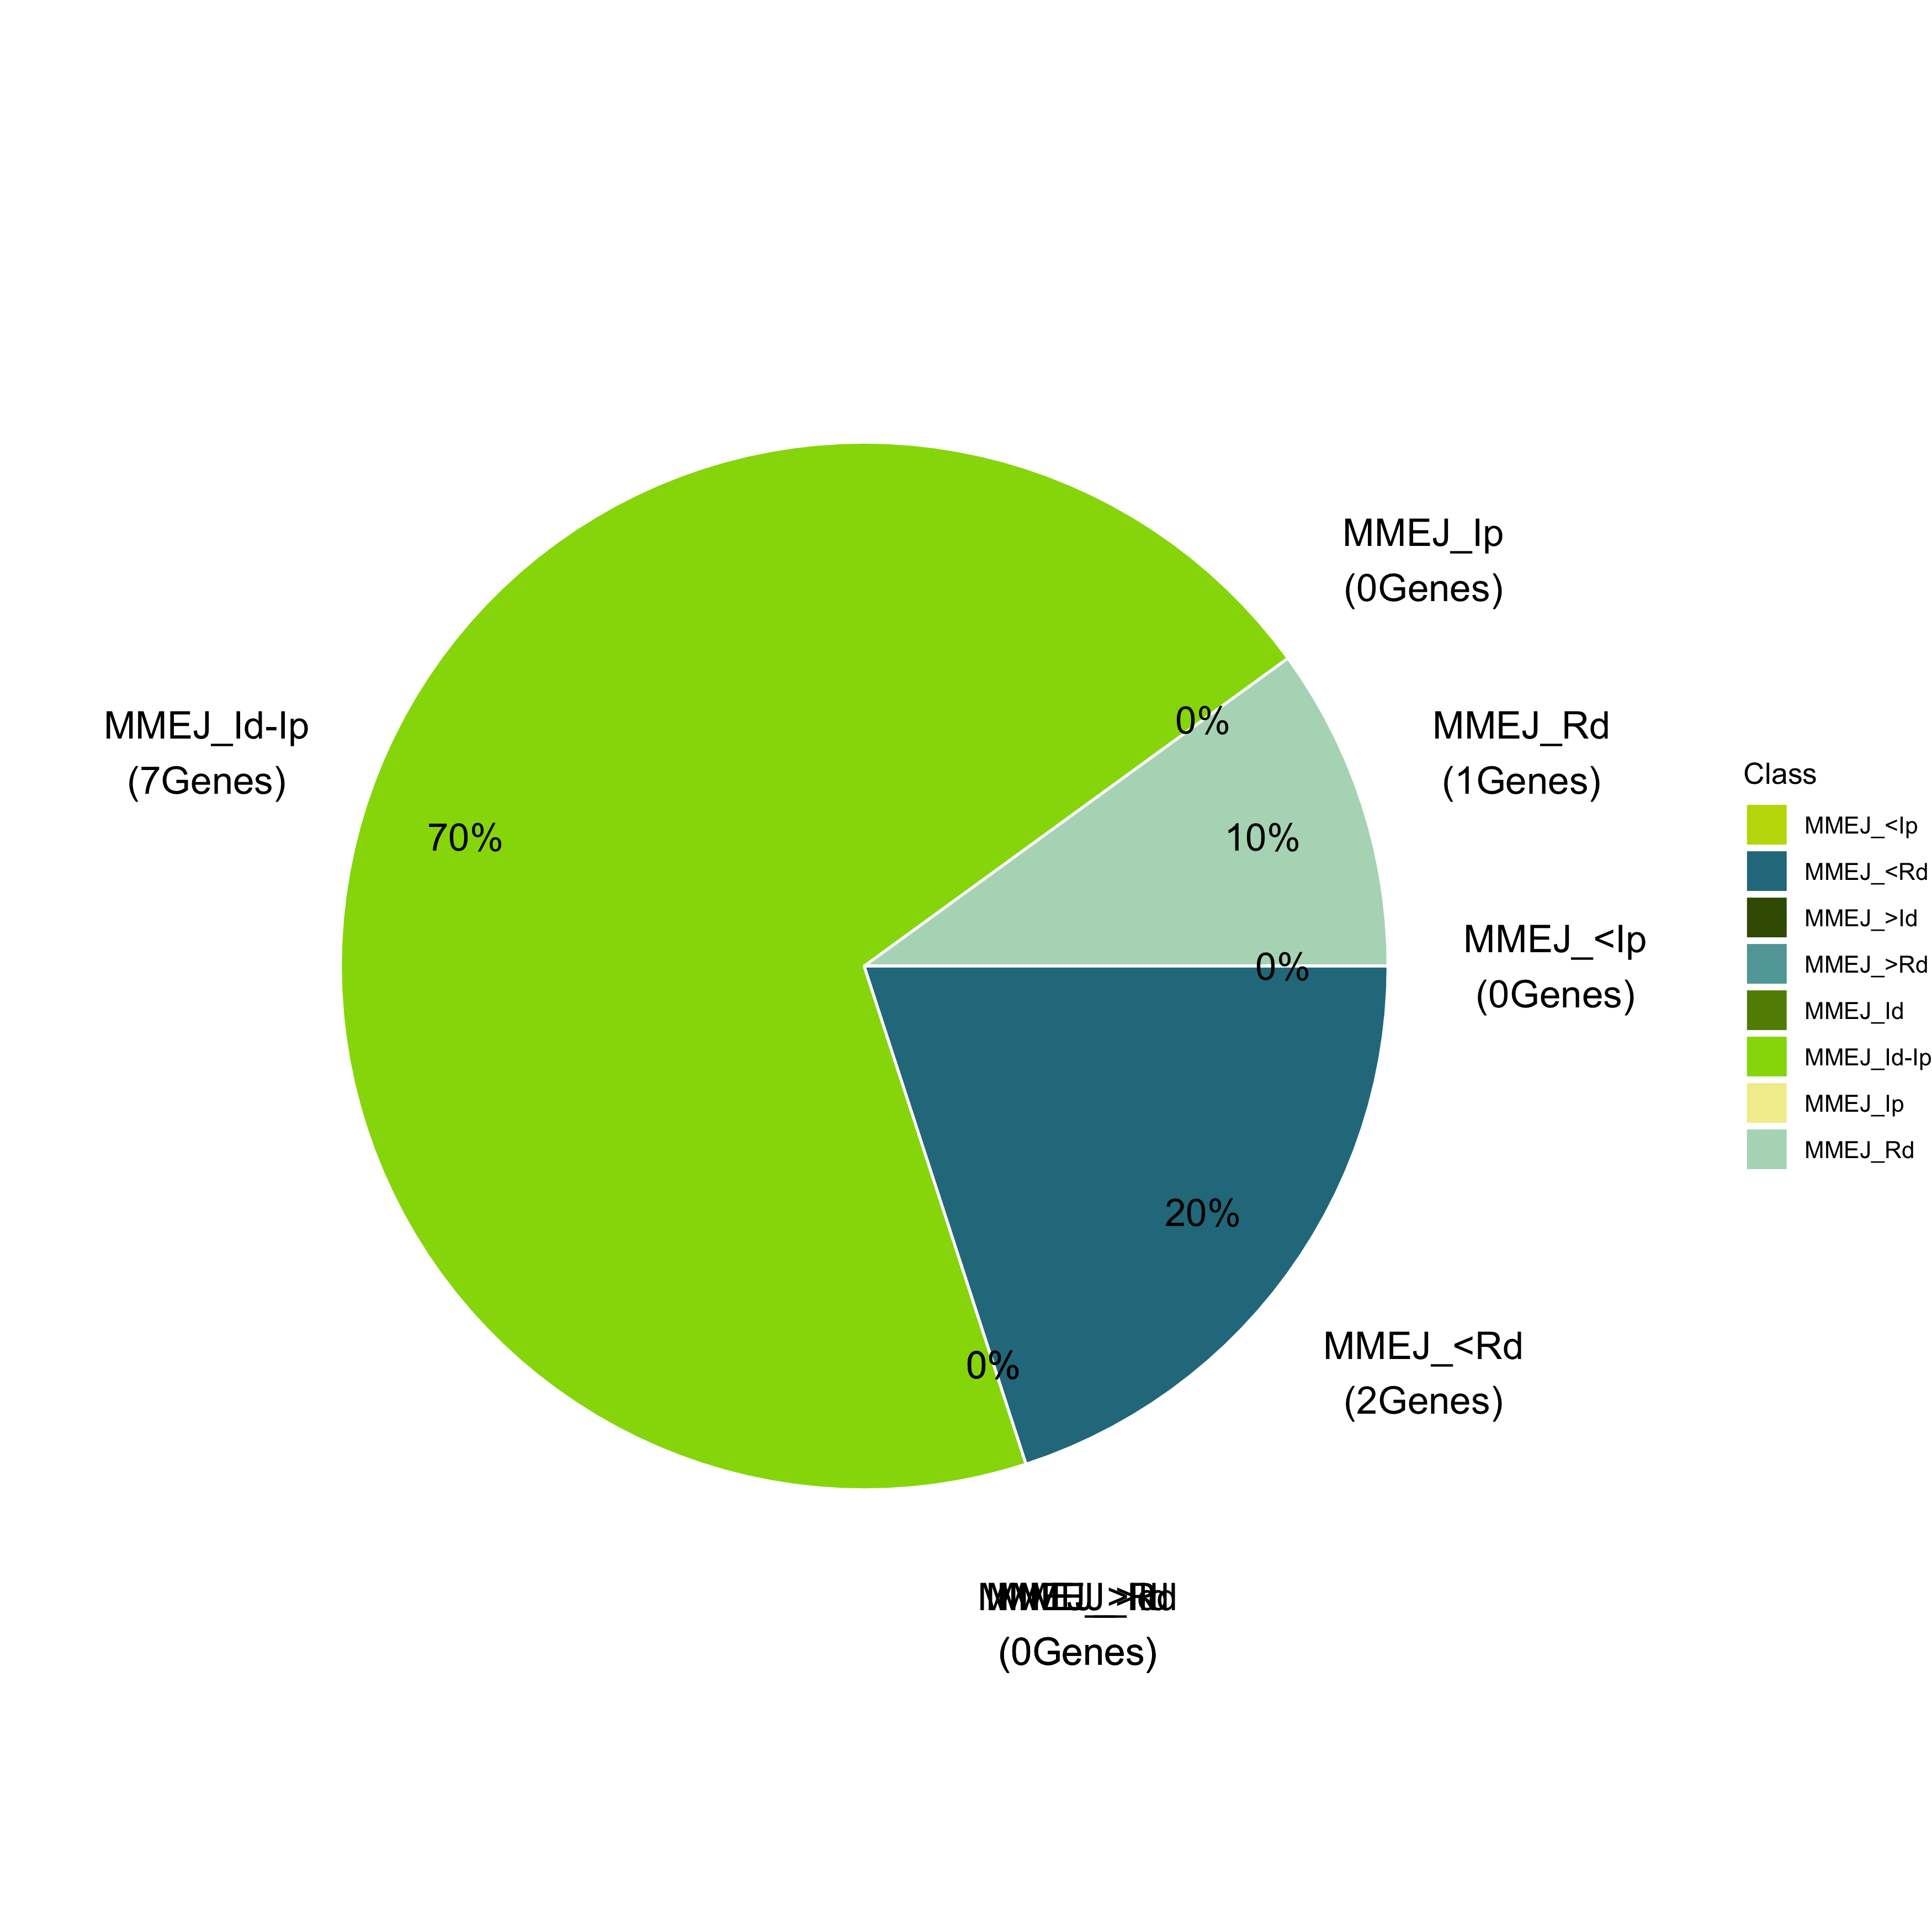 MMEJ_Ip
(0Genes)
MMEJ_Id-Ip
(7Genes)
MMEJ_Rd
(1Genes)
0%
70%
10%
MMEJ_<Ip
(0Genes)
0%
20%
MMEJ_<Rd
(2Genes)
0%
(0Genes)
Class
MMEJ_<Ip
MMEJ_<Rd
MMEJ_>Id
MMEJ_>Rd
MMEJ_Id
MMEJ_Id-Ip
MMEJ_Ip
MMEJ_Rd